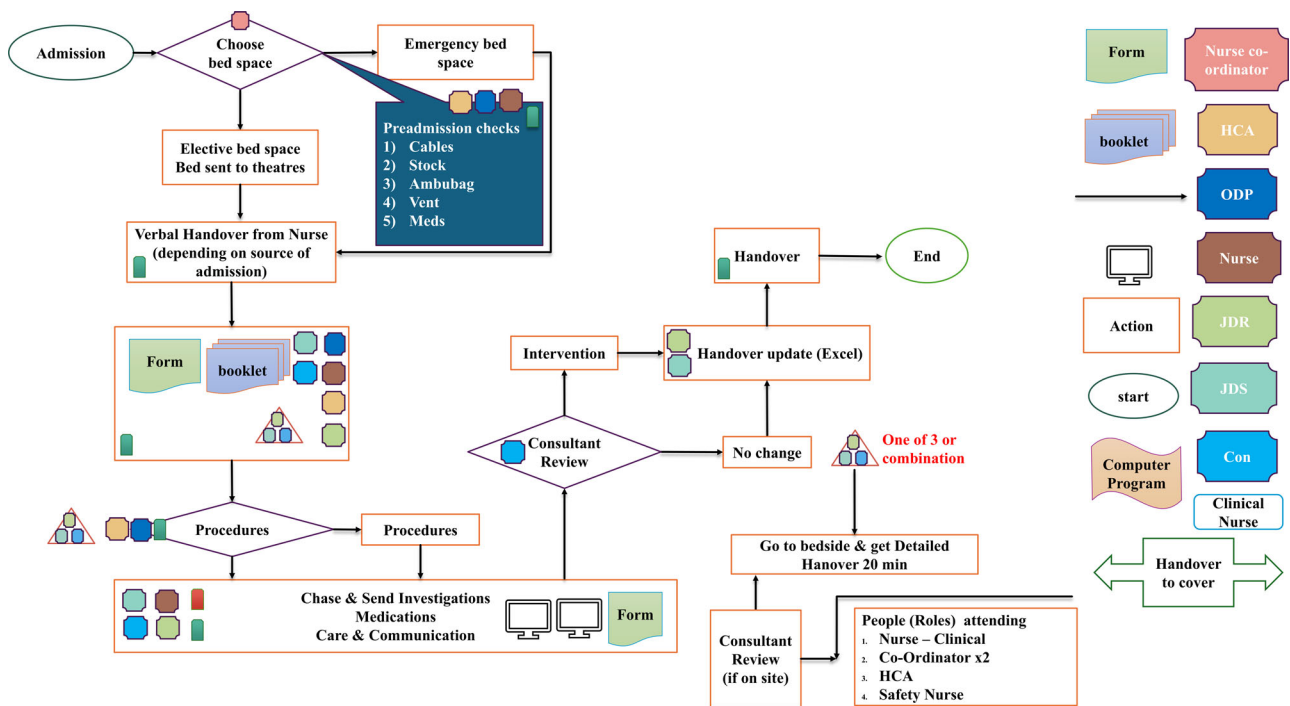 Admission
Choose
bed space
Emergency bed
space
Preadmission checks
1) Cables
2) Stock
3) Ambubag
4) Vent
5) Meds
Elective bed space
Bed sent to theatres
Verbal Handover from Nurse
(depending on source of
admission)
Form
booklet
Procedures
Procedures
Chase & Send Investigations
Medications
Care & Communication
Form
Consultant
Review
Intervention
No change
Handover update (Excel)
Handover
End
One of 3 or
combination
Go to bedside & get Detailed
Hanover 20 min
Consultant
Review
(if on site)
People (Roles) attending
1. Nurse – Clinical
2. Co-Ordinator x2
3. HCA
4. Safety Nurse
Form
Nurse co-
ordinator
booklet
HCA
ODP
Nurse
Action
JDR
start
JDS
Computer
Program
Con
Clinical
Nurse
Handover
to cover